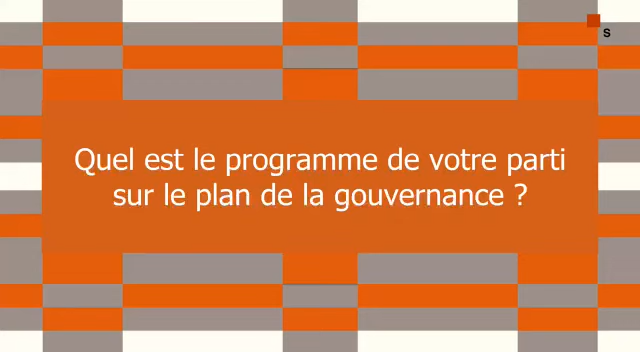 s
Quel est le programme de votre parti
sur le plan de la gouvernance ?